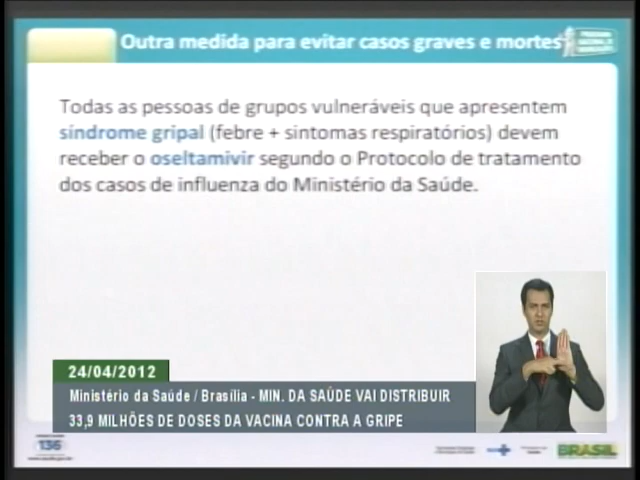 Outra medida para evitar casos graves e mortes
Todas as pessoas de grupos vulneráveis que apresentem
síndrome gripal (febre + sintomas respiratórios) devem
receber o oseltamivir segundo o Protocolo de tratamento
dos casos de influenza do Ministério da Saúde.
24/04/2012
Ministério da Saúde / Brasília - MIN. DA SAÚDE VAI DISTRIBUIR
33,9 MILHÕES DE DOSES DA VACINA CONTRA A GRIPE
136
BRASIL